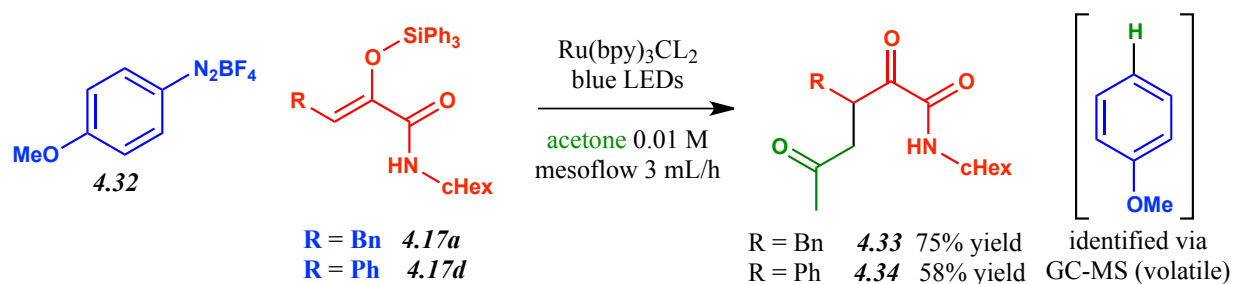 N2BF4
MeO
4.32
SiPh3
O
R
O
HN
cHex
R = Bn 4.17a
R = Ph 4.17d
Ru(bpy)3CL2
blue LEDs
acetone 0.01 M
mesoflow 3 mL/h
O
R
O
O
HN
cHex
R = Bn 4.33 75% yield
R = Ph 4.34 58% yield
H
OMe
identified via
GC-MS (volatile)